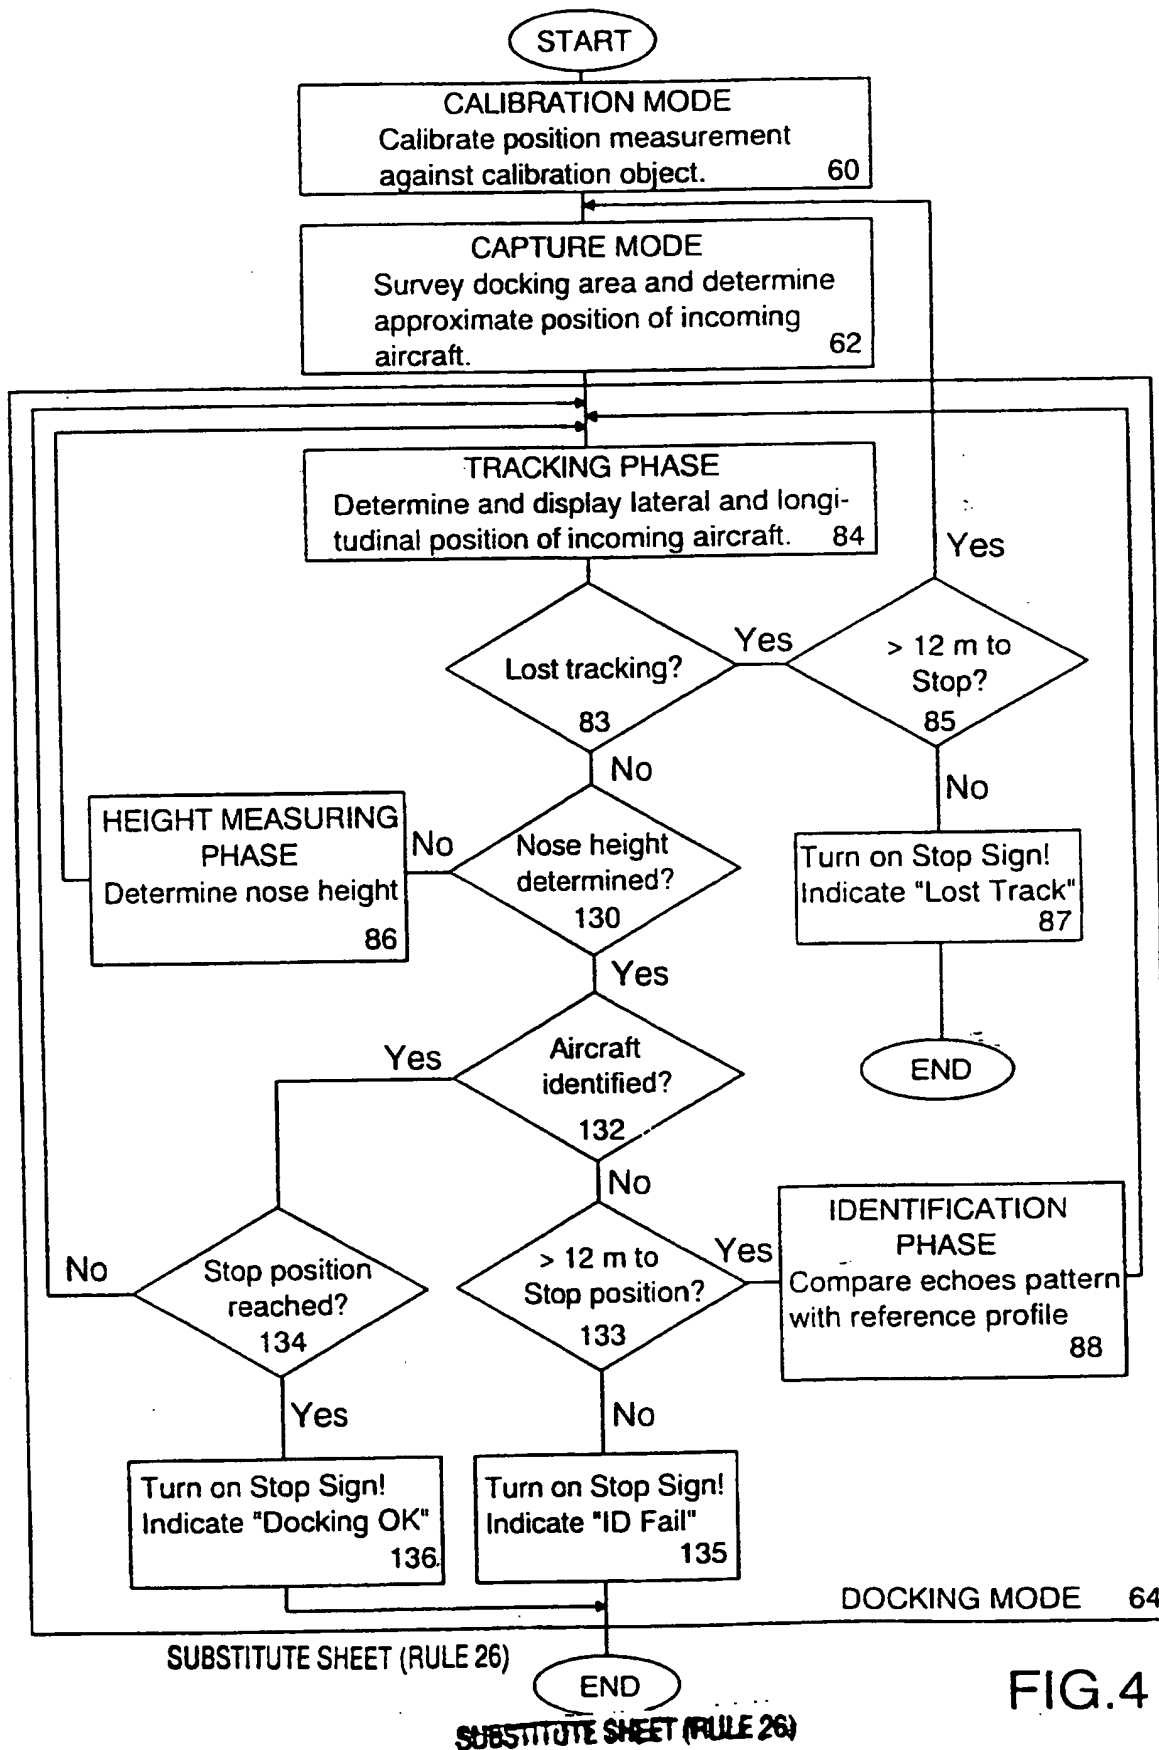 START
CALIBRATION MODE
Calibrate position measurement
against calibration object.
60
CAPTURE MODE
Survey docking area and determine
approximate position of incoming
aircraft.
62
TRACKING PHASE
Determine and display lateral and longi-
tudinal position of incoming aircraft.
84
Yes
Lost tracking?
83
Yes
> 12 m to
Stop?
85
No
No
HEIGHT MEASURING
PHASE
Determine nose height
86
No
Nose height
determined?
130
Turn on Stop Sign!
Indicate "Lost Track"
87
Yes
END
Yes
Aircraft
identified?
132
No
IDENTIFICATION
PHASE
Compare echoes pattern
with reference profile
88
No
Stop position
reached?
134
> 12 m to
Stop position?
133
Yes
Yes
No
Turn on Stop Sign!
Indicate "Docking OK"
136
Turn on Stop Sign!
Indicate "ID Fail"
135
DOCKING MODE 64
SUBSTITUTE SHEET (RULE 26)
END
FIG.4
SUBSTITUTE SHEET (RULE 26)